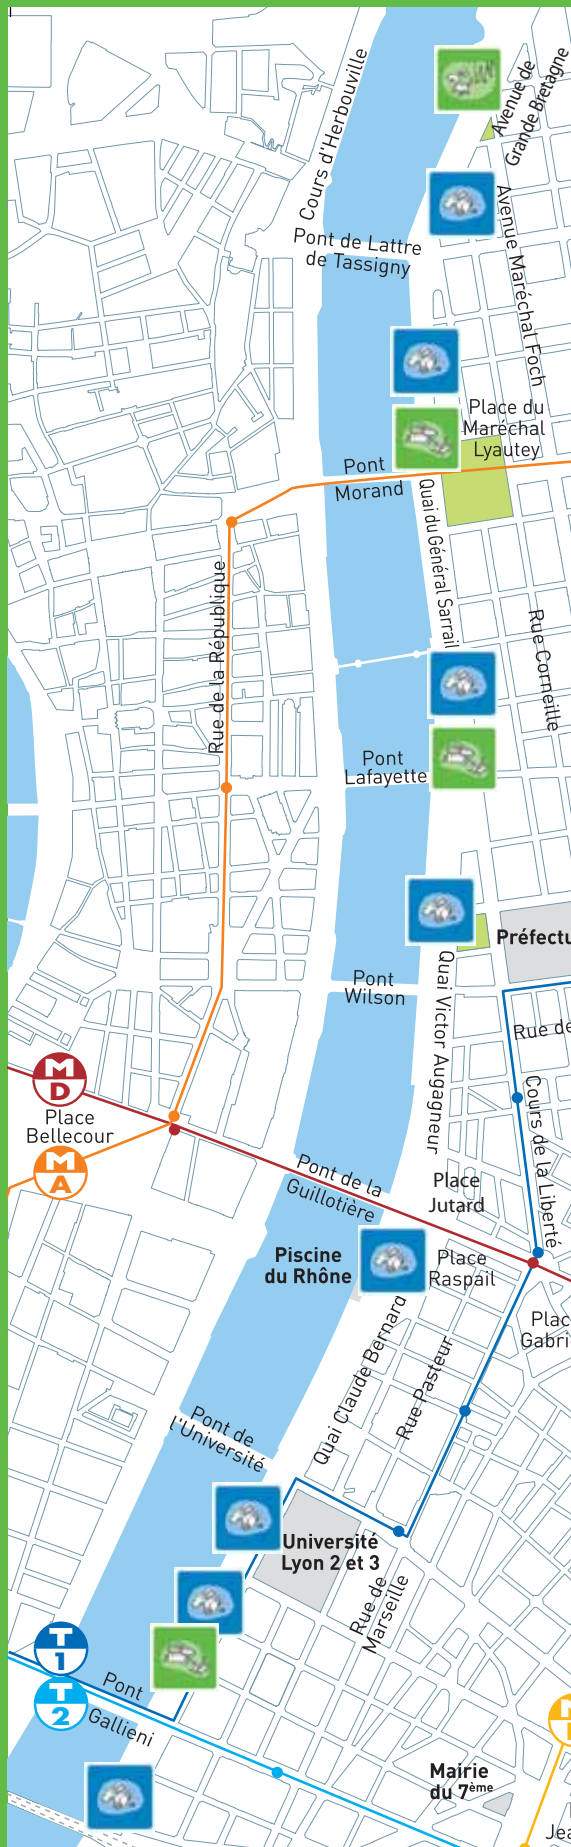 Cours d'Herbouville
Avenue de
Grande Bretagne
Pont de Lattre
de Tassigny
Avenue Maréchal Foch
Place du
Maréchal
Lyautey
Pont
Morand
Quai du Général Sarrail
Rue de la République
Rue Corneille
Pont
Lafayette
Préfectu
Pont
Wilson
Quai Victor Augagneur
Rue de
Cours de la Liberté
M
D
Place
Bellecour
M
A
Pont de la
Guillotière
Place
Jutard
Piscine
du Rhône
Place
Raspail
Plac
Gabri
Quai Claude Bernard
Rue Pasteur
Pont de
l'Université
Université
Lyon 2 et 3
Rue de
Marseille
T
1
T
2
Pont
Gallieni
Mairie
du 7ème
Jea